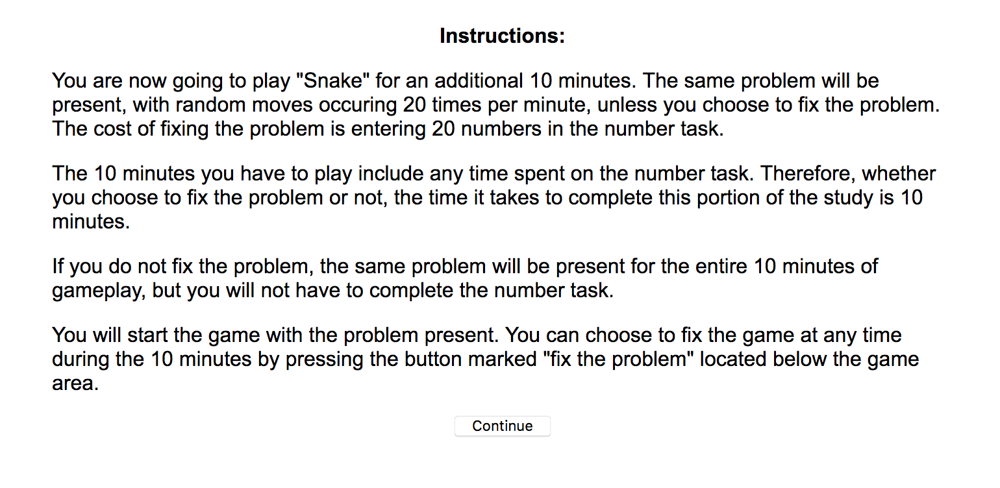 Instructions:
You are now going to play "Snake" for an additional 10 minutes. The same problem will be
present, with random moves occuring 20 times per minute, unless you choose to fix the problem.
The cost of fixing the problem is entering 20 numbers in the number task.
The 10 minutes you have to play include any time spent on the number task. Therefore, whether
you choose to fix the problem or not, the time it takes to complete this portion of the study is 10
minutes.
If you do not fix the problem, the same problem will be present for the entire 10 minutes of
gameplay, but you will not have to complete the number task.
You will start the game with the problem present. You can choose to fix the game at any time
during the 10 minutes by pressing the button marked "fix the problem" located below the game
area.
Continue